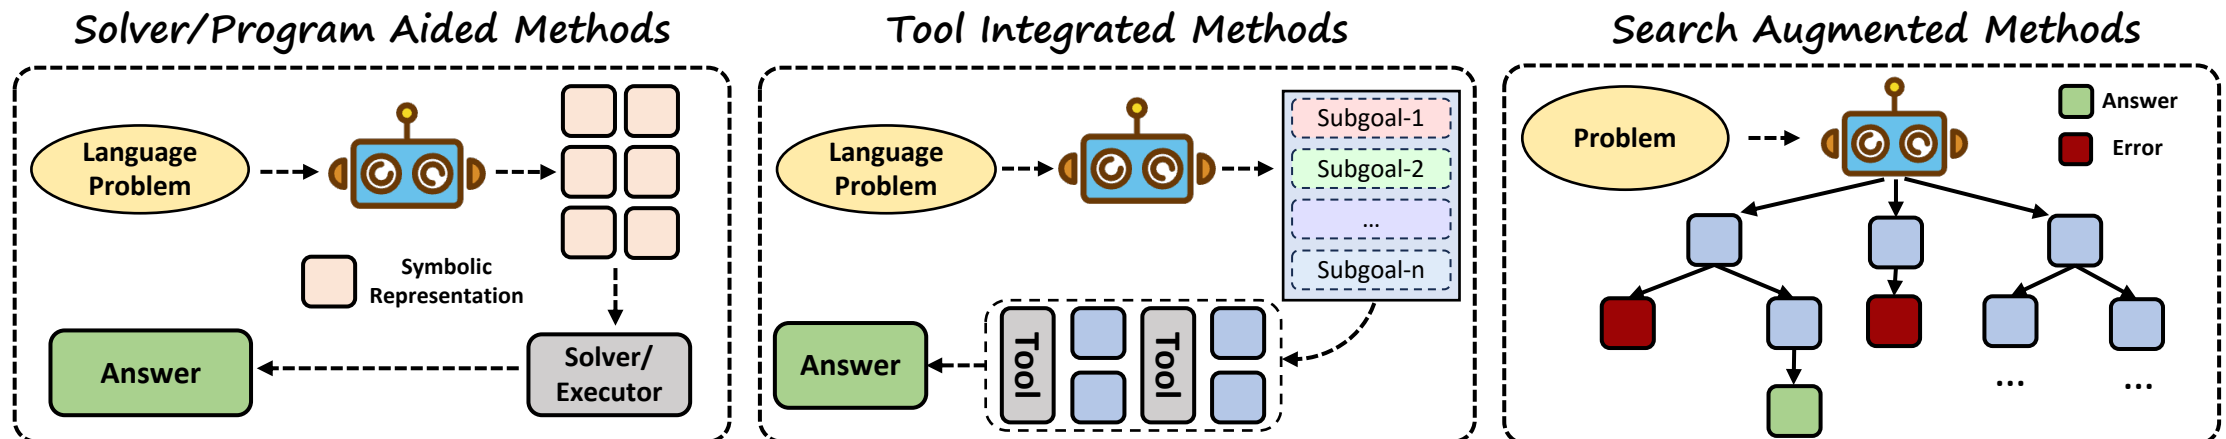 Solver/Program Aided Methods
Language
Problem
Symbolic
Representation
Answer
Solver/
Executor
Tool Integrated Methods
Language
Problem
Subgoal-1
Subgoal-2
...
Subgoal-n
Answer
Tool
Tool
Search Augmented Methods
Problem
Answer
Error
...
...